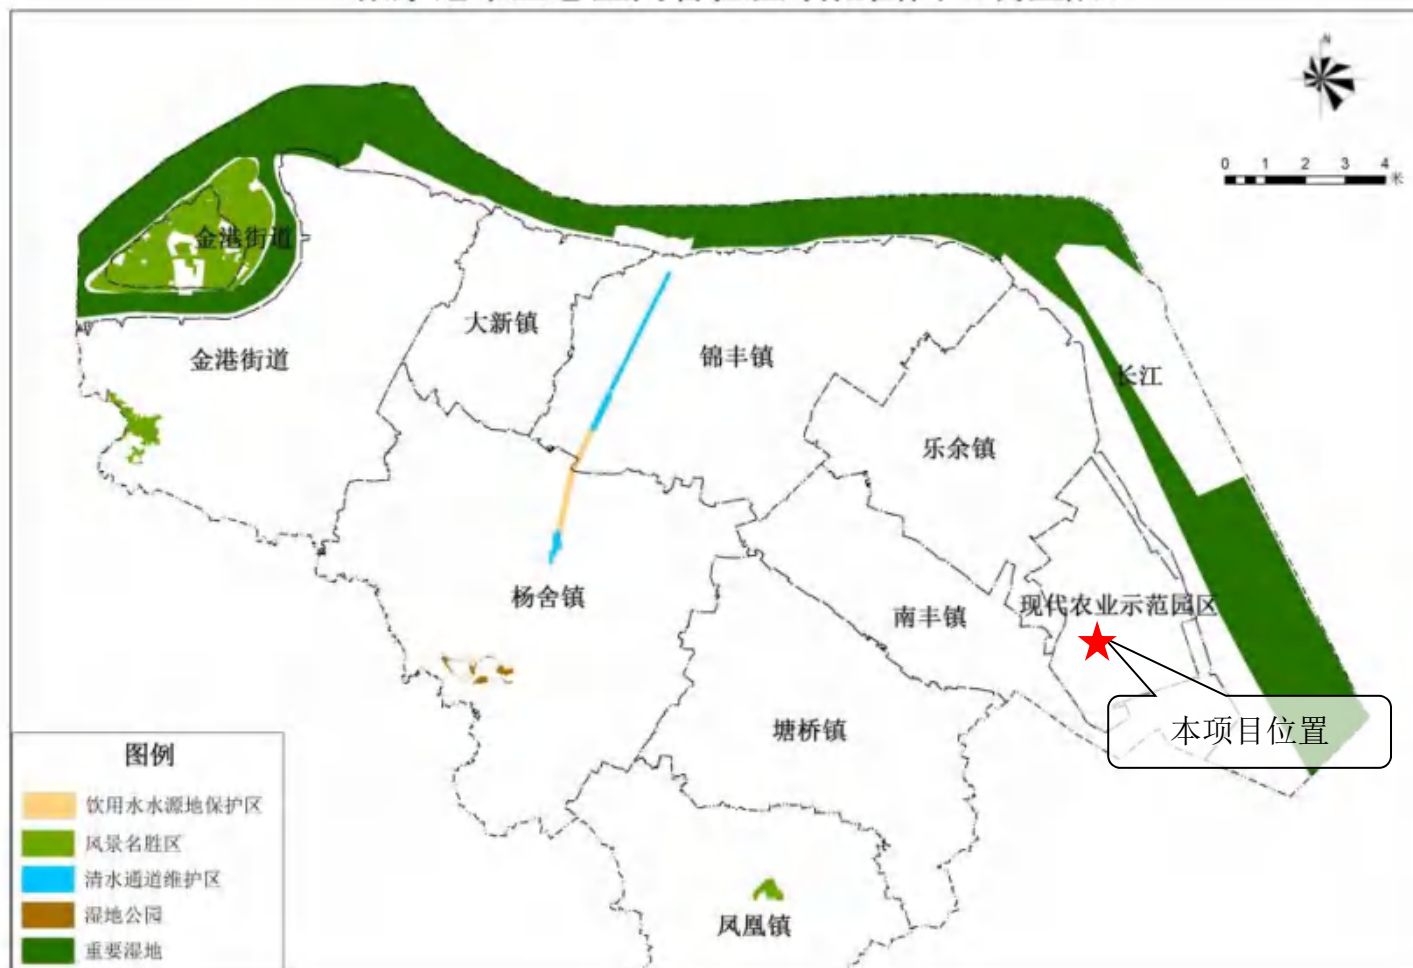 N
0 1 2 3 4
米
金港街道
大新镇
金港街道
锦丰镇
长江
乐余镇
杨舍镇
现代农业示范园区
南丰镇
塘桥镇
本项目位置
凤凰镇
图例
饮用水水源地保护区
风景名胜区
清水通道维护区
湿地公园
重要湿地